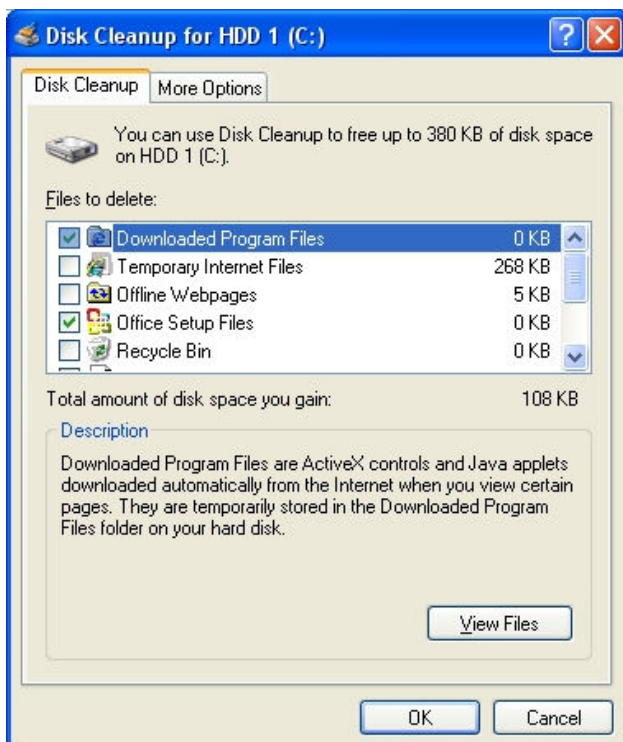 Disk Cleanup for HDD 1 (C:)
Disk Cleanup
More Options
You can use Disk Cleanup to free up to 380 KB of disk space
on HDD 1 (C:).
Files to delete:
Downloaded Program Files 0 KB
Temporary Internet Files 268 KB
Offline Webpages 5 KB
Office Setup Files 0 KB
Recycle Bin 0 KB
Total amount of disk space you gain: 108 KB
Description
Downloaded Program Files are ActiveX controls and Java applets
downloaded automatically from the Internet when you view certain
pages. They are temporarily stored in the Downloaded Program
Files folder on your hard disk.
View Files
OK Cancel